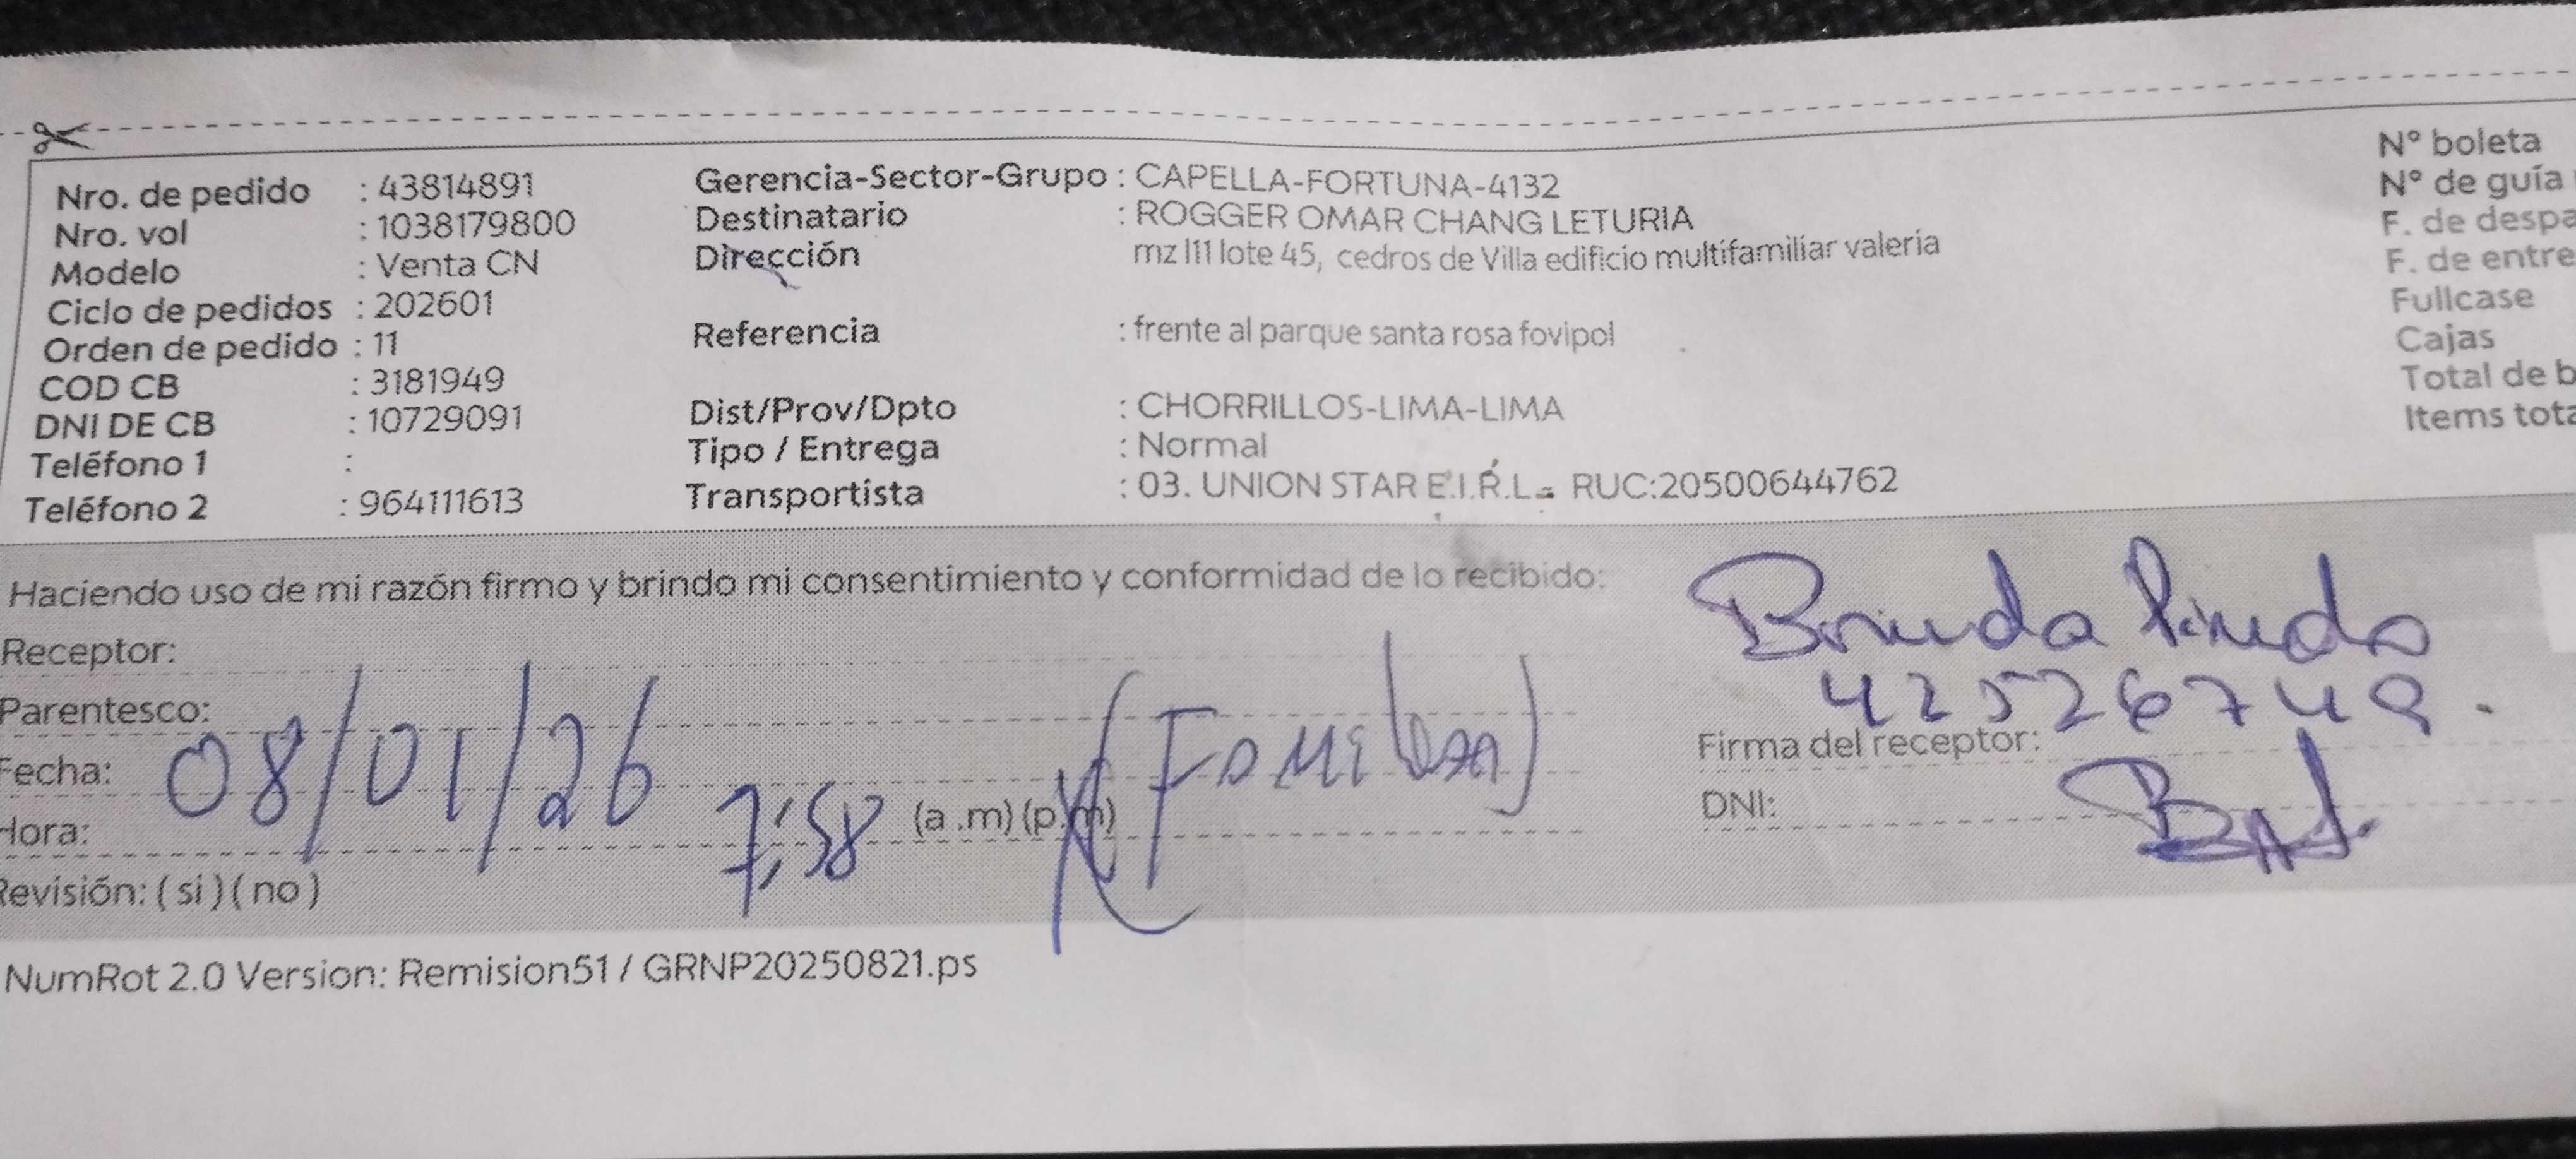 Nro. de pedido : 43814891
Nro. vol : 1038179800
Modelo : Venta CN
Ciclo de pedidos : 202601
Orden de pedido : 11
COD CB : 3181949
DNI DE CB : 10729091
Teléfono 1 :
Teléfono 2 : 964111613
Gerencia-Sector-Grupo : CAPELLA-FORTUNA-4132
Destinatario : ROGGER OMAR CHANG LETURIA
Dirección mz l11 lote 45, cedros de Villa edificio multifamiliar valeria
Referencia : frente al parque santa rosa fovipol
Dist/Prov/Dpto : CHORRILLOS-LIMA-LIMA
Tipo / Entrega : Normal
Transportista : 03. UNION STAR E.I.R.L - RUC:20500644762
N° boleta
N° de guía
F. de despa
F. de entre
Fullcase
Cajas
Total de b
Items tota
Haciendo uso de mi razón firmo y brindo mi consentimiento y conformidad de lo recibido:
Receptor:
Parentesco:
Fecha: 08/01/26
Hora: 7:58 (a .m) (p.m)
Revisión: ( si ) ( no )
Pinedo
Firma del receptor:
DNI:
NumRot 2.0 Version: Remision51 / GRNP20250821.ps